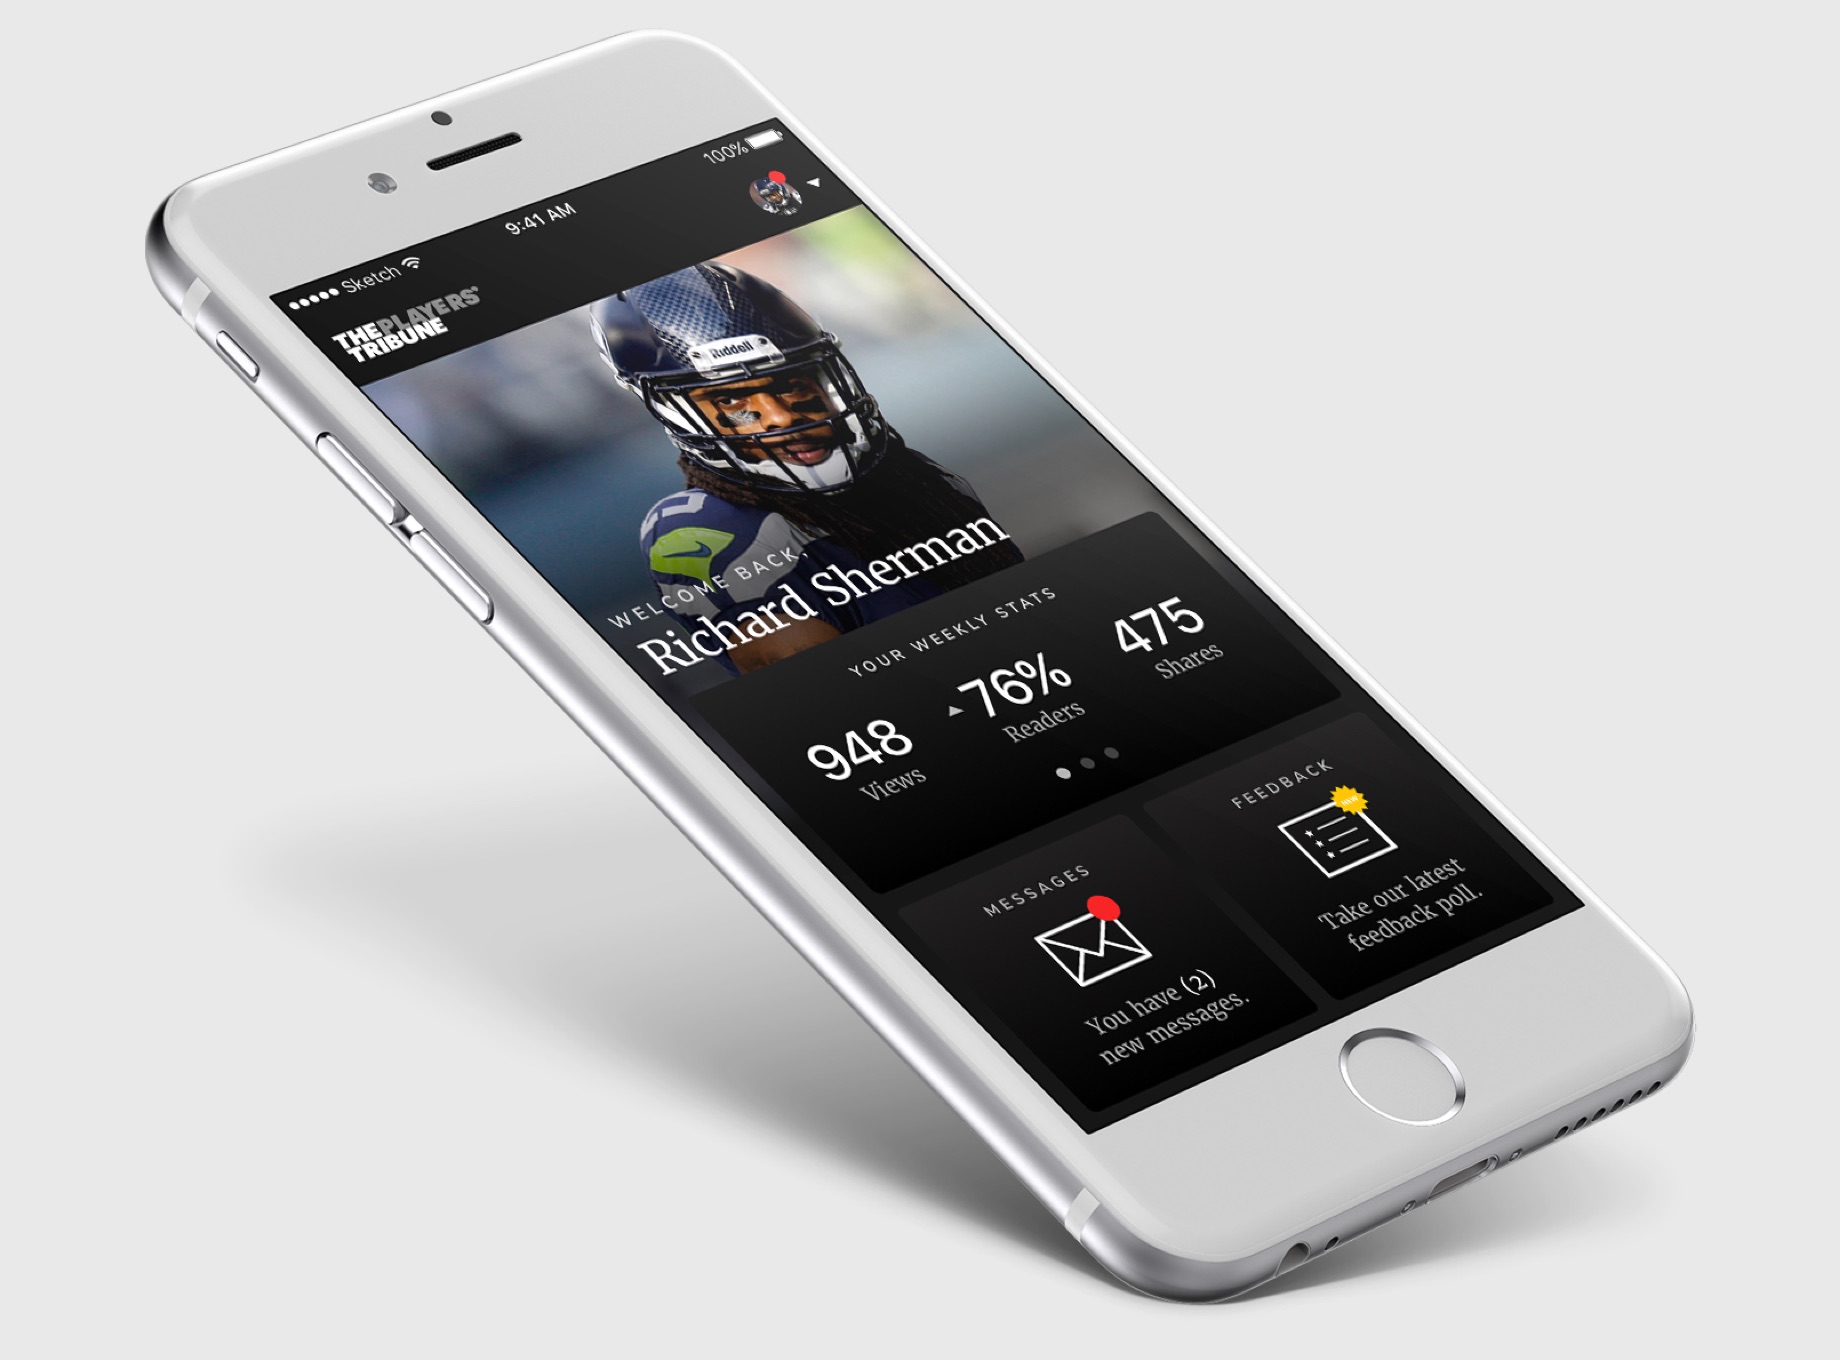 ●●●●● Sketch
9:41 AM
100%
THE PLAYERS'
TRIBUNE
Riddell
WELCOME BACK,
Richard Sherman
YOUR WEEKLY STATS
948
Views
▲76%
Readers
475
Shares
MESSAGES
You have (2)
new messages.
FEEDBACK
NEW
Take our latest
feedback poll.